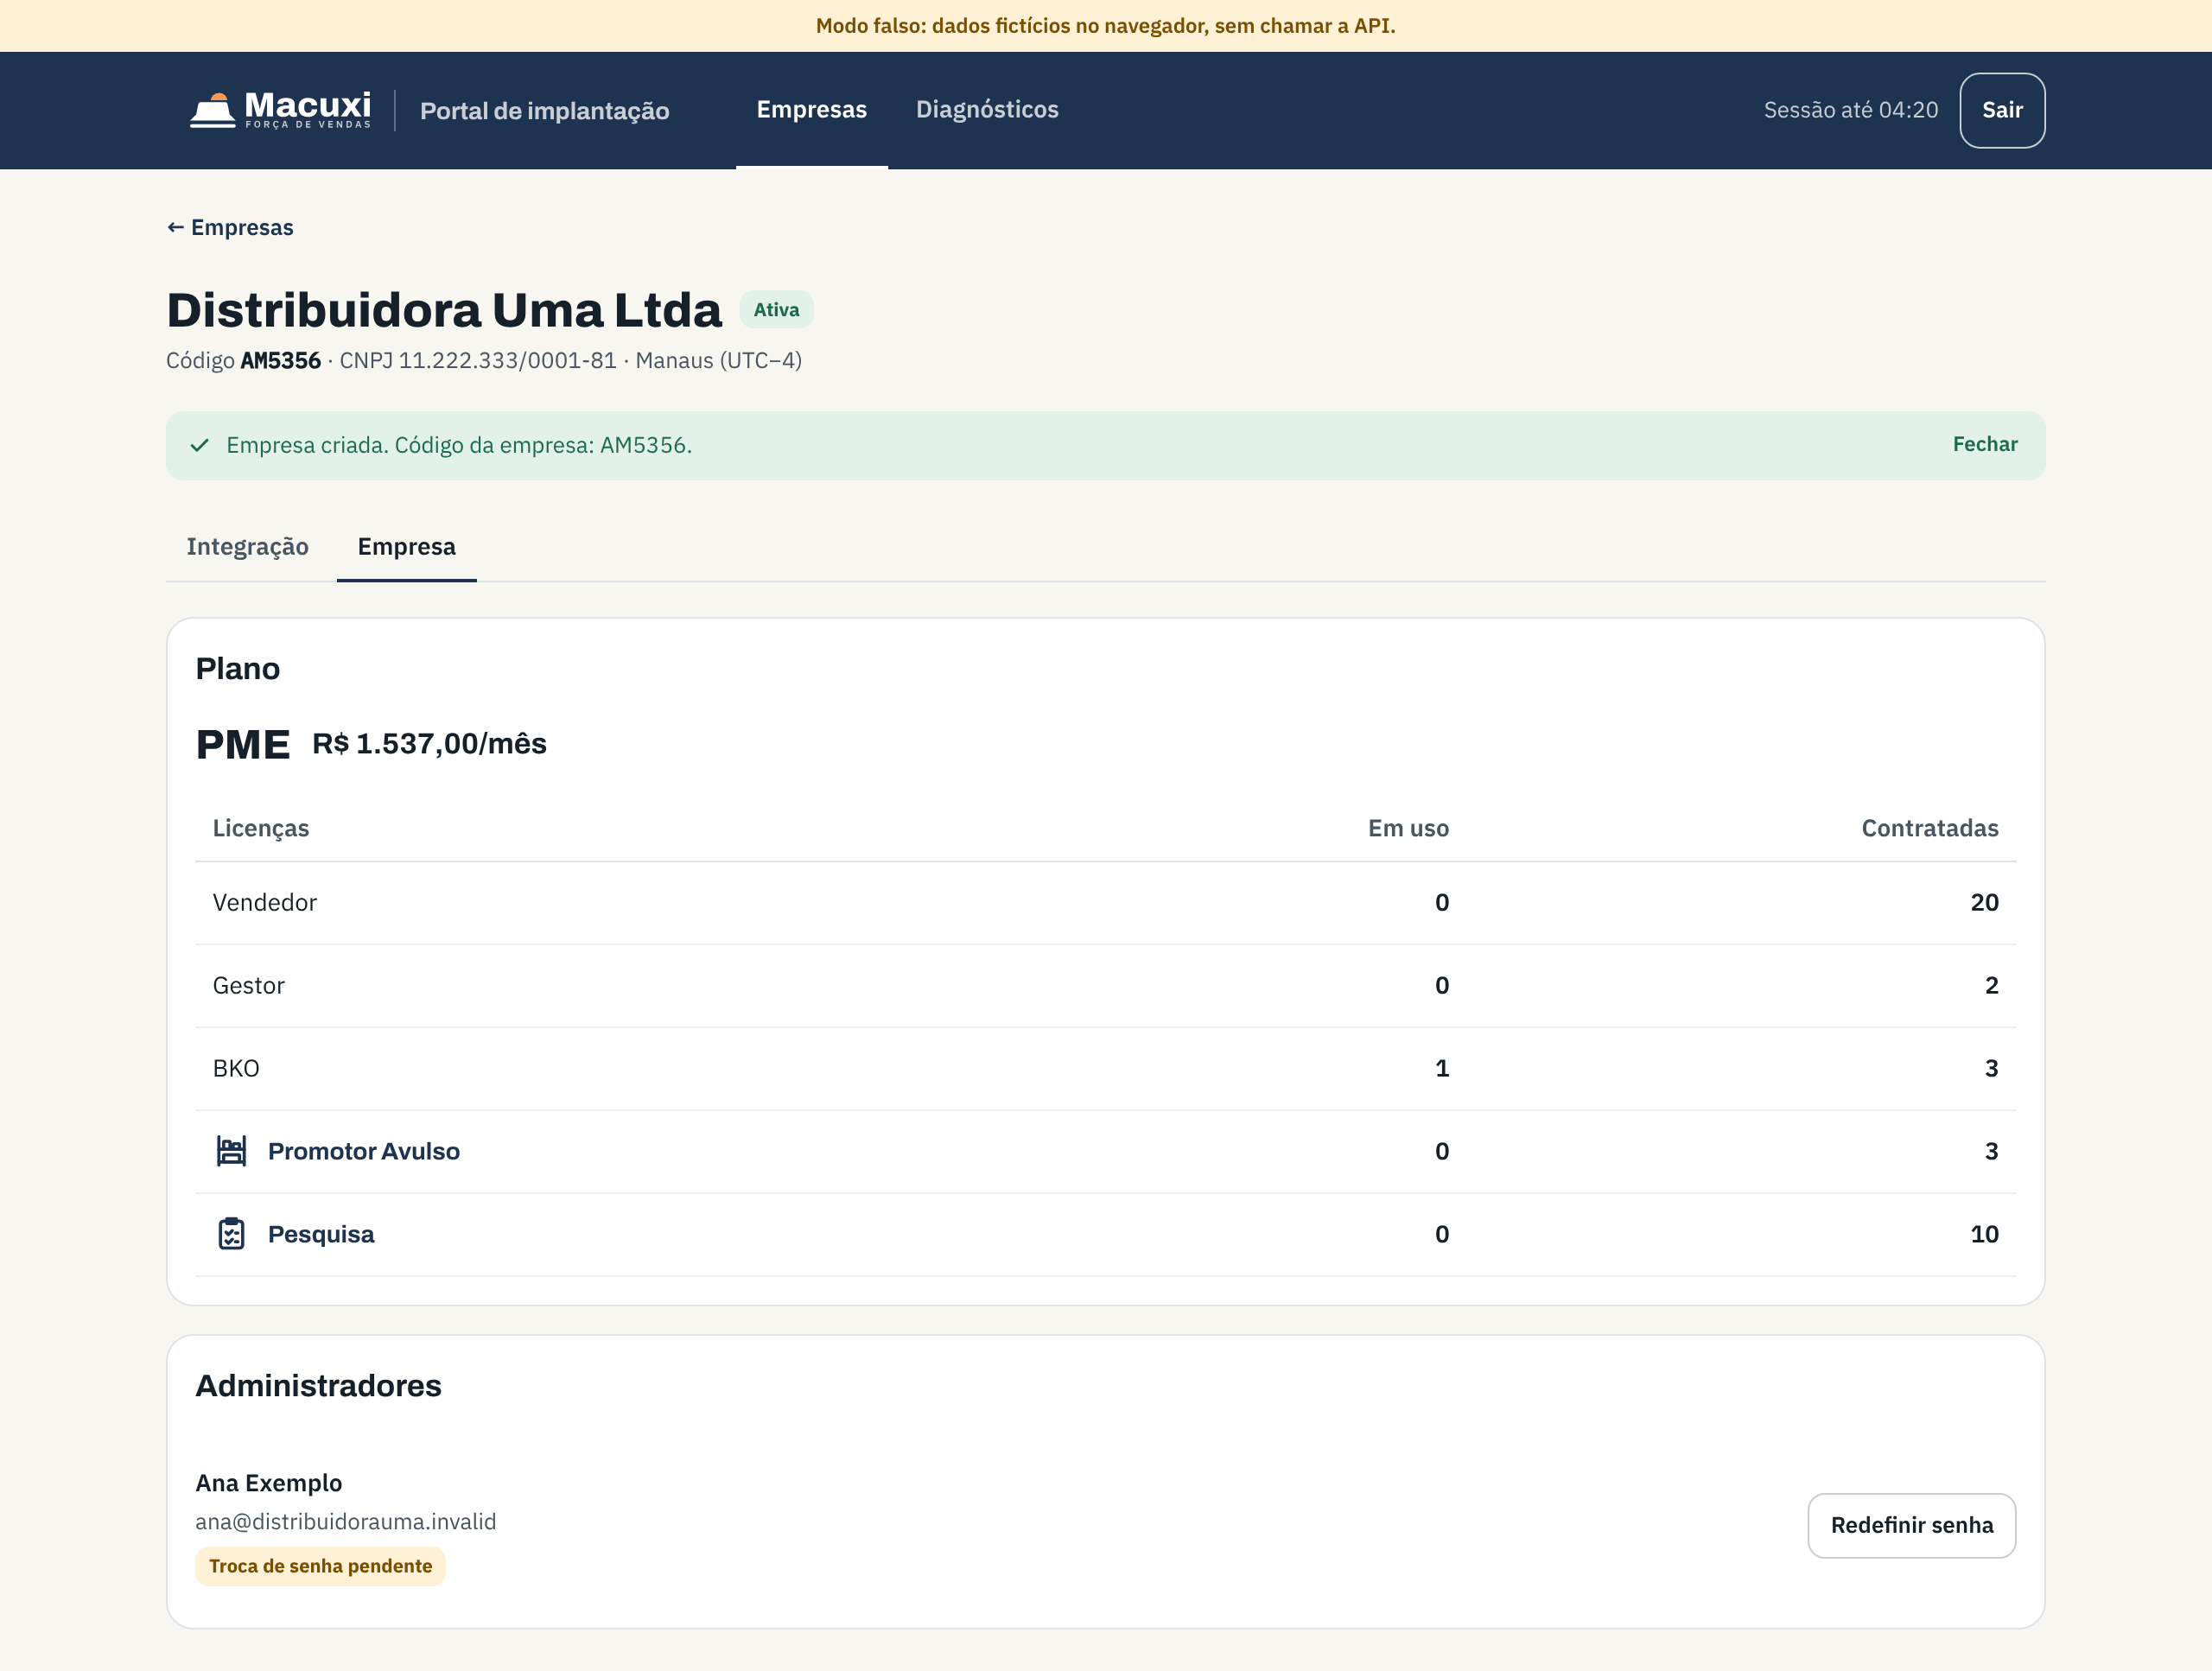 Modo falso: dados fictícios no navegador, sem chamar a API.
Macuxi
FORÇA DE VENDAS
Portal de implantação
Empresas
Diagnósticos
Sessão até 04:20
Sair
← Empresas
Distribuidora Uma Ltda
Ativa
Código AM5356 · CNPJ 11.222.333/0001-81 · Manaus (UTC−4)
Empresa criada. Código da empresa: AM5356.
Fechar
Integração
Empresa
Plano
PME R$ 1.537,00/mês
Licenças Em uso Contratadas
Vendedor 0 20
Gestor 0 2
BKO 1 3
Promotor Avulso 0 3
Pesquisa 0 10
Administradores
Ana Exemplo
ana@distribuidorauma.invalid
Troca de senha pendente
Redefinir senha